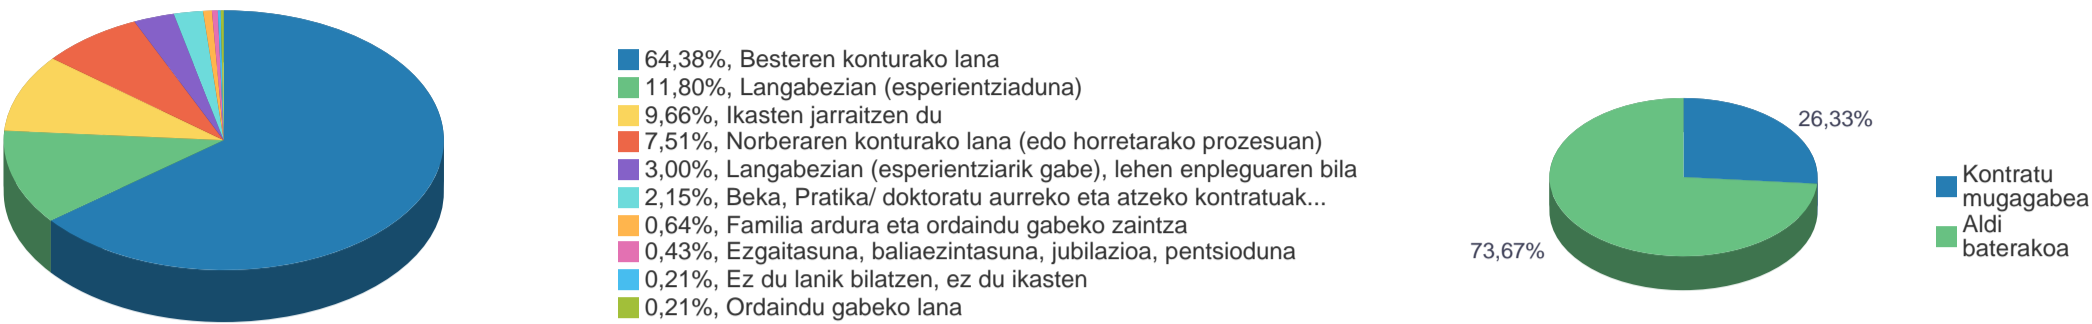 64,38%, Besteren konturako lana
11,80%, Langabezian (esperientziaduna)
9,66%, Ikasten jarraitzen du
7,51%, Norberaren konturako lana (edo horretarako prozesuan)
3,00%, Langabezian (esperientziarik gabe), lehen enpleguaren bila
2,15%, Beka, Pratika/ doktoratu aurreko eta atzeko kontratuak...
0,64%, Familia ardura eta ordaindu gabeko zaintza
0,43%, Ezgaitasuna, baliaezintasuna, jubilazioa, pentsioduna
0,21%, Ez du lanik bilatzen, ez du ikasten
0,21%, Ordaindu gabeko lana
26,33%
73,67%
Kontratu
mugagabea
Aldi
baterakoa